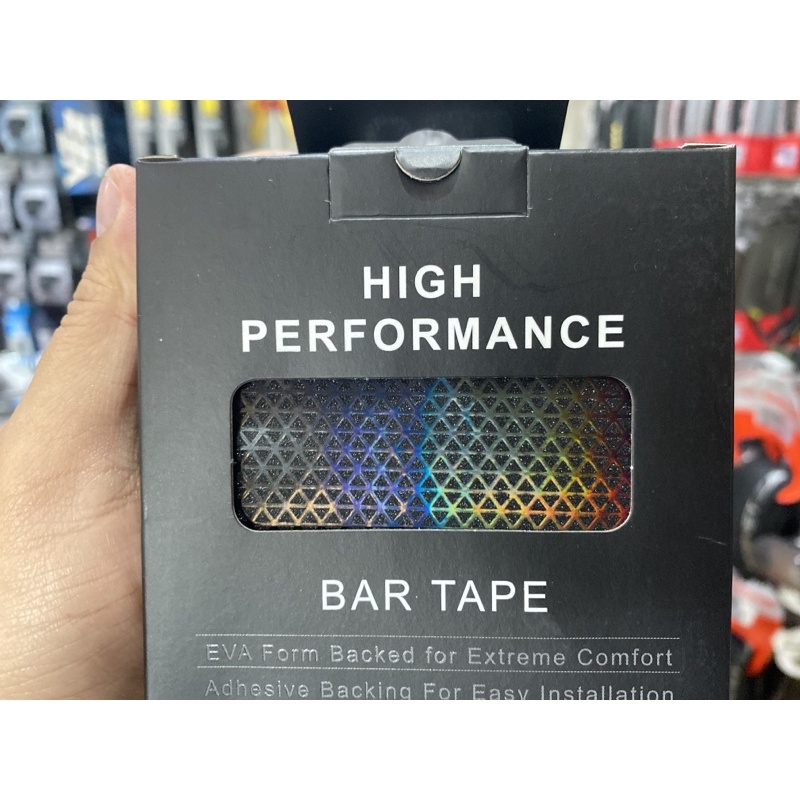 HIGH
PERFORMANCE
BAR TAPE
EVA Form Backed for Extreme Comfort
Adhesive Backing For Easy Installation